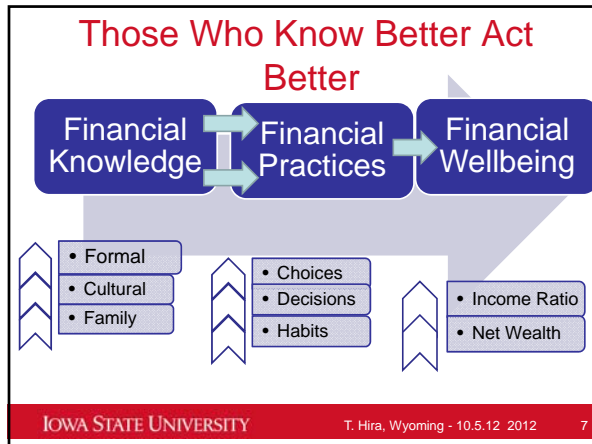 Those Who Know Better Act
Better
Financial
Knowledge
Financial
Practices
Financial
Wellbeing
• Formal
• Cultural
• Family
• Choices
• Decisions
• Habits
• Income Ratio
• Net Wealth
IOWA STATE UNIVERSITY
T. Hira, Wyoming - 10.5.12 2012
7